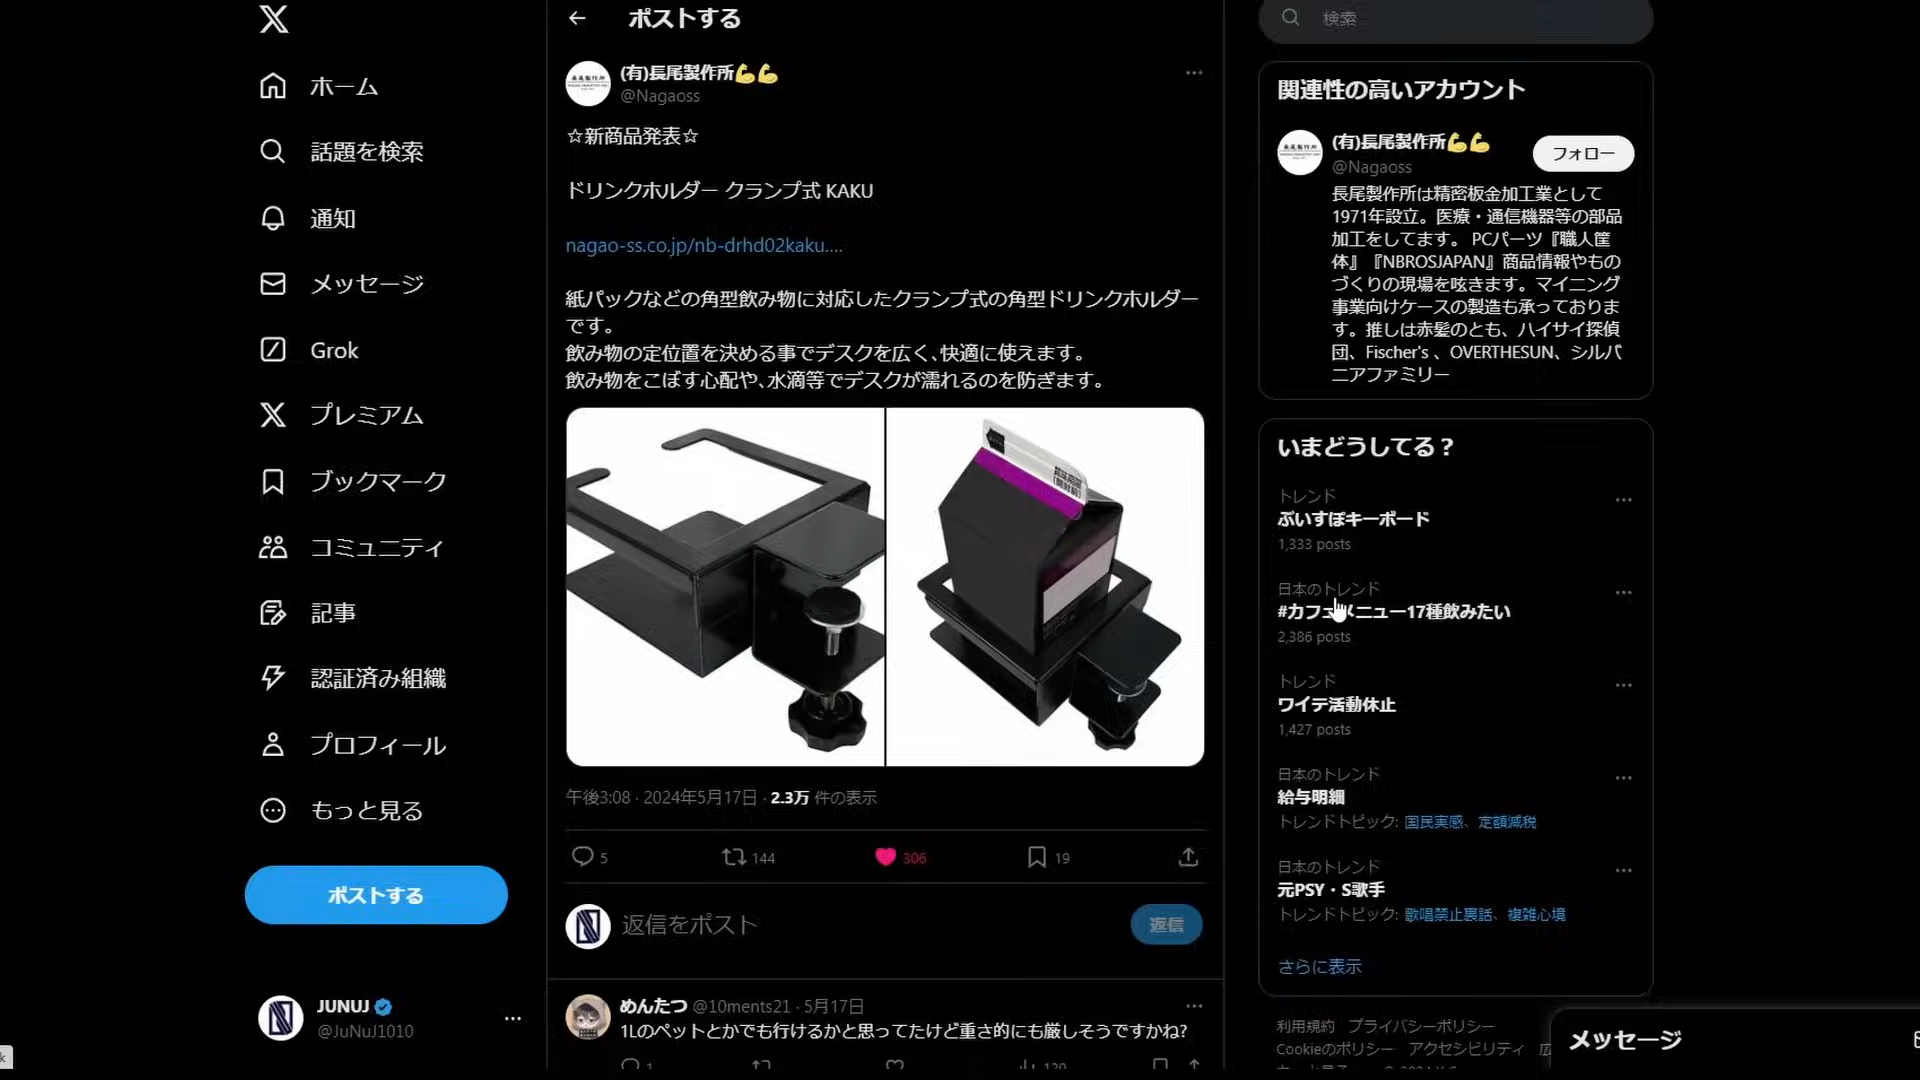 ホーム
話題を検索
通知
メッセージ
Grok
プレミアム
ブックマーク
コミュニティ
記事
認証済み組織
プロフィール
もっと見る
ポストする
JUNUJ
@JuNuJ1010
ポストする
(有)長尾製作所💪💪
@Nagaoss
☆新商品発表☆
ドリンクホルダー クランプ式 KAKU
nagao-ss.co.jp/nb-drhd02kaku....
紙パックなどの角型飲み物に対応したクランプ式の角型ドリンクホルダー
です。
飲み物の定位置を決める事でデスクを広く､快適に使えます。
飲み物をこぼす心配や､水滴等でデスクが濡れるのを防ぎます。
午後3:08 · 2024年5月17日 · 2.3万 件の表示
5
144
306
19
返信をポスト
返信
めんたつ @10ments21 · 5月17日
1Lのペットとかでも行けるかと思ってたけど重さ的にも厳しそうですかね?
検索
関連性の高いアカウント
(有)長尾製作所💪💪
@Nagaoss
フォロー
長尾製作所は精密板金加工業として
1971年設立。医療・通信機器等の部品
加工をしてます。 PCパーツ『職人筐
体』『NBROSJAPAN』商品情報やもの
づくりの現場を呟きます。マイニング
事業向けケースの製造も承っておりま
す。推しは赤髪のとも、ハイサイ探偵
団、Fischer's 、OVERTHESUN、シルバ
ニアファミリー
いまどうしてる？
トレンド
ぶいすぽキーボード
1,333 posts
日本のトレンド
#カフェメニュー17種飲みたい
2,386 posts
トレンド
ワイテ活動休止
1,427 posts
日本のトレンド
給与明細
トレンドトピック: 国民実感、定額減税
日本のトレンド
元PSY・S歌手
トレンドトピック: 歌唱禁止裏話、複雑心境
さらに表示
利用規約 プライバシーポリシー
Cookieのポリシー アクセシビリティ 広
メッセージ